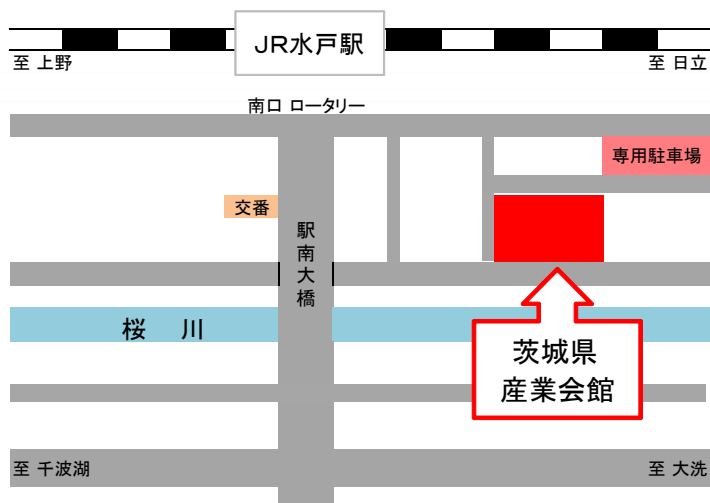 JR水戸駅
至 上野
至 日立
南口 ロータリー
専用駐車場
交番
駅南大橋
桜 川
茨城県
産業会館
至 千波湖
至 大洗